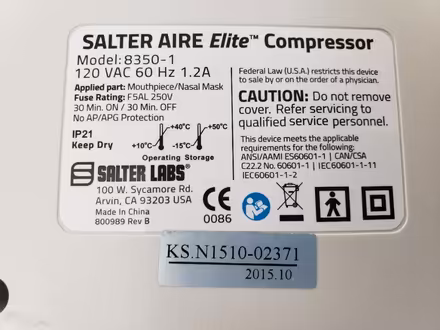 SALTER AIRE Elite™ Compressor
Model: 8350-1
120 VAC 60 Hz 1.2A
Applied part: Mouthpiece/Nasal Mask
Fuse Rating: F5AL 250V
30 Min. ON / 30 Min. OFF
No AP/APG Protection
IP21
Keep Dry
+10°C
+40°C
-15°C
+50°C
Operating Storage
SALTER LABS®
100 W. Sycamore Rd.
Arvin, CA 93203 USA
Made in China
800989 Rev B
Federal Law (U.S.A.) restricts this device
to sale by or on the order of a physician.
CAUTION: Do not remove
cover. Refer servicing to
qualified service personnel.
This device meets the applicable
requirements for the following:
ANSI/AAMI ES60601-1 | CAN/CSA
C22.2 No. 60601-1 | IEC60601-1-11
IEC60601-1-2
CE
0086
KS.N1510-02371
2015.10